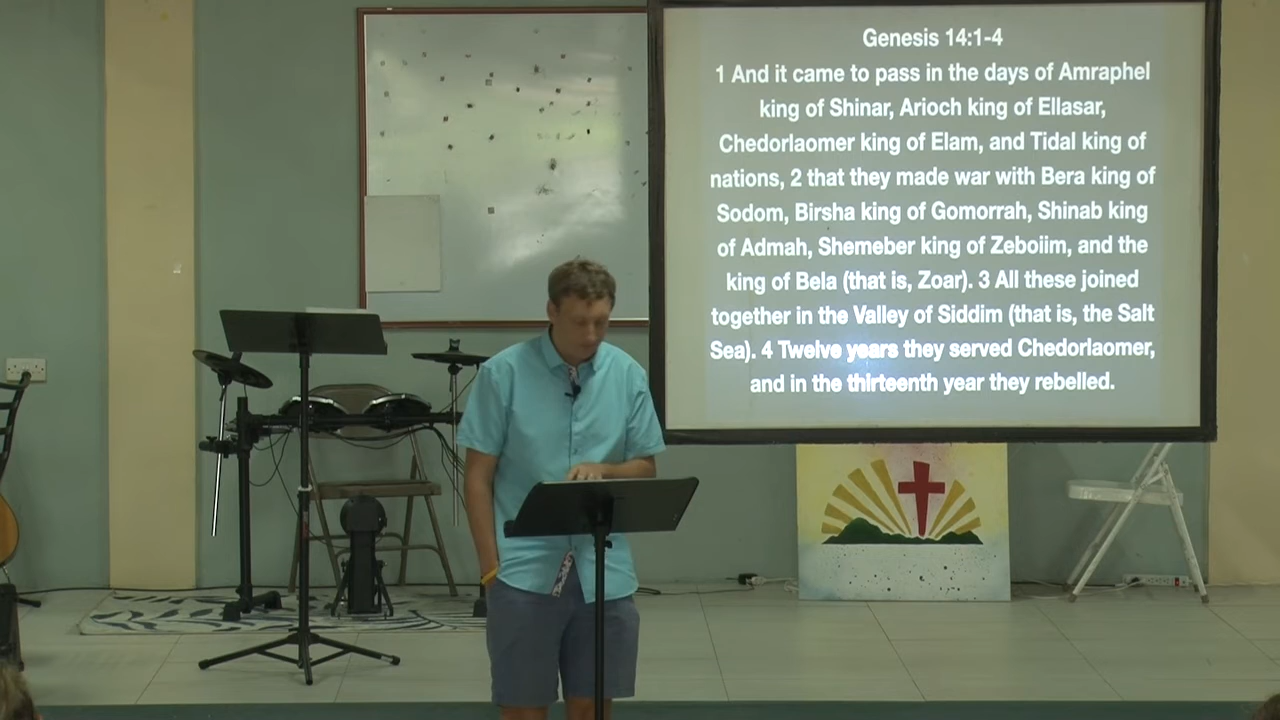 Genesis 14:1-4
1 And it came to pass in the days of Amraphel
king of Shinar, Arioch king of Ellasar,
Chedorlaomer king of Elam, and Tidal king of
nations, 2 that they made war with Bera king of
Sodom, Birsha king of Gomorrah, Shinab king
of Admah, Shemeber king of Zeboiim, and the
king of Bela (that is, Zoar). 3 All these joined
together in the Valley of Siddim (that is, the Salt
Sea). 4 Twelve years they served Chedorlaomer,
and in the thirteenth year they rebelled.